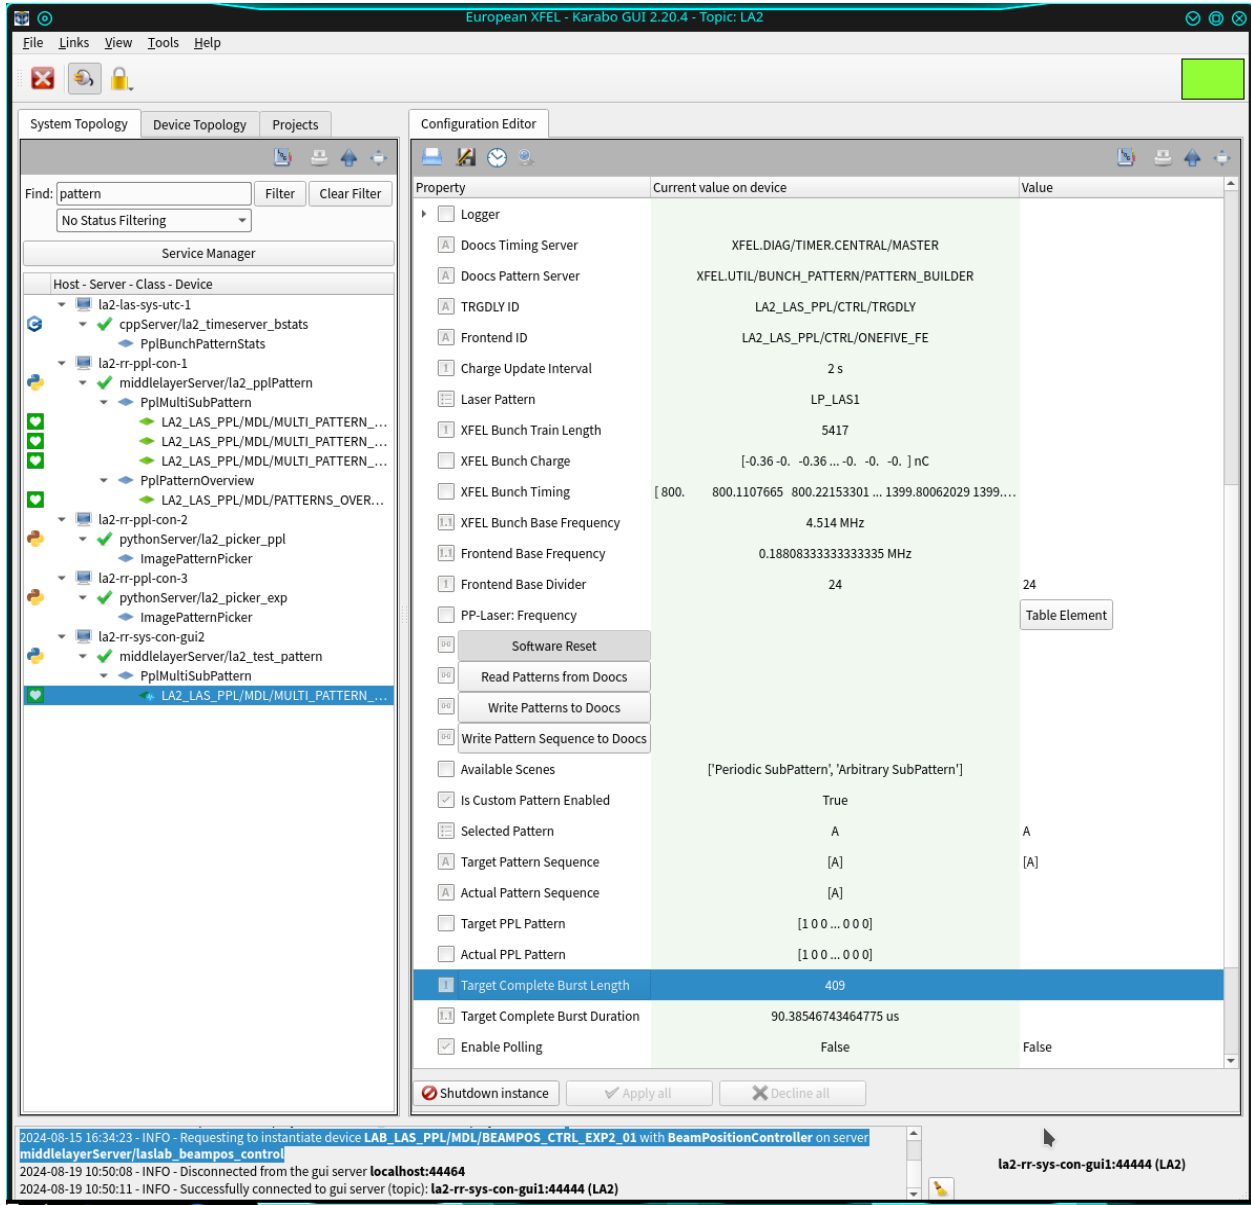 European XFEL - Karabo GUI 2.20.4 - Topic: LA2
File Links View Tools Help
System Topology Device Topology Projects
Find: pattern Filter Clear Filter
No Status Filtering
Service Manager
Host - Server - Class - Device
la2-las-sys-utc-1
cppServer/la2_timeserver_bstats
PplBunchPatternStats
la2-rr-ppl-con-1
middlelayerServer/la2_pplPattern
PplMultiSubPattern
LA2_LAS_PPL/MDL/MULTI_PATTERN_...
LA2_LAS_PPL/MDL/MULTI_PATTERN_...
LA2_LAS_PPL/MDL/MULTI_PATTERN_...
PplPatternOverview
LA2_LAS_PPL/MDL/PATTERNS_OVER...
la2-rr-ppl-con-2
pythonServer/la2_picker_ppl
ImagePatternPicker
la2-rr-ppl-con-3
pythonServer/la2_picker_exp
ImagePatternPicker
la2-rr-sys-con-gui2
middlelayerServer/la2_test_pattern
PplMultiSubPattern
LA2_LAS_PPL/MDL/MULTI_PATTERN_...
Configuration Editor
Property Current value on device Value
Logger
Doocs Timing Server XFEL.DIAG/TIMER.CENTRAL/MASTER
Doocs Pattern Server XFEL.UTIL/BUNCH_PATTERN/PATTERN_BUILDER
TRGDLY ID LA2_LAS_PPL/CTRL/TRGDLY
Frontend ID LA2_LAS_PPL/CTRL/ONEFIVE_FE
Charge Update Interval 2 s
Laser Pattern LP_LAS1
XFEL Bunch Train Length 5417
XFEL Bunch Charge [-0.36 -0. -0.36 ... -0. -0. -0. ] nC
XFEL Bunch Timing [ 800. 800.1107665 800.22153301 ... 1399.80062029 1399....
XFEL Bunch Base Frequency 4.514 MHz
Frontend Base Frequency 0.18808333333333335 MHz
Frontend Base Divider 24 24
PP-Laser: Frequency Table Element
Software Reset
Read Patterns from Doocs
Write Patterns to Doocs
Write Pattern Sequence to Doocs
Available Scenes ['Periodic SubPattern', 'Arbitrary SubPattern']
Is Custom Pattern Enabled True
Selected Pattern A A
Target Pattern Sequence [A] [A]
Actual Pattern Sequence [A]
Target PPL Pattern [1 0 0 ... 0 0 0]
Actual PPL Pattern [1 0 0 ... 0 0 0]
Target Complete Burst Length 409
Target Complete Burst Duration 90.38546743464775 us
Enable Polling False False
Shutdown instance Apply all Decline all
2024-08-15 16:34:23 - INFO - Requesting to instantiate device LAB_LAS_PPL/MDL/BEAMPOS_CTRL_EXP2_01 with BeamPositionController on server
middlelayerServer/laslab_beampos_control
2024-08-19 10:50:08 - INFO - Disconnected from the gui server localhost:44464
2024-08-19 10:50:11 - INFO - Successfully connected to gui server (topic): la2-rr-sys-con-gui1:44444 (LA2)
la2-rr-sys-con-gui1:44444 (LA2)